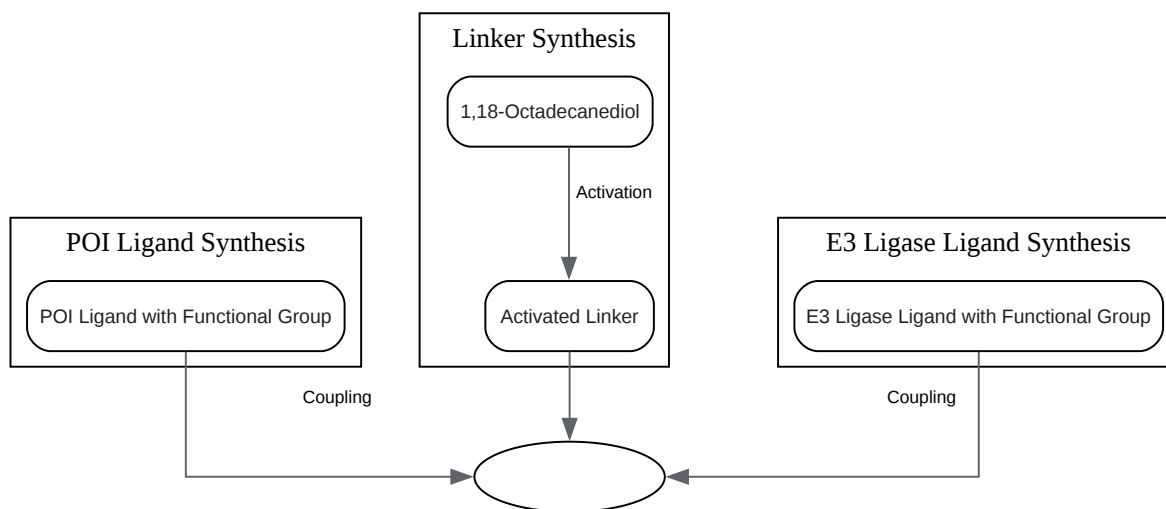 Linker Synthesis
1,18-Octadecanediol
Activation
POI Ligand Synthesis
E3 Ligase Ligand Synthesis
POI Ligand with Functional Group
Activated Linker
E3 Ligase Ligand with Functional Group
Coupling
Coupling